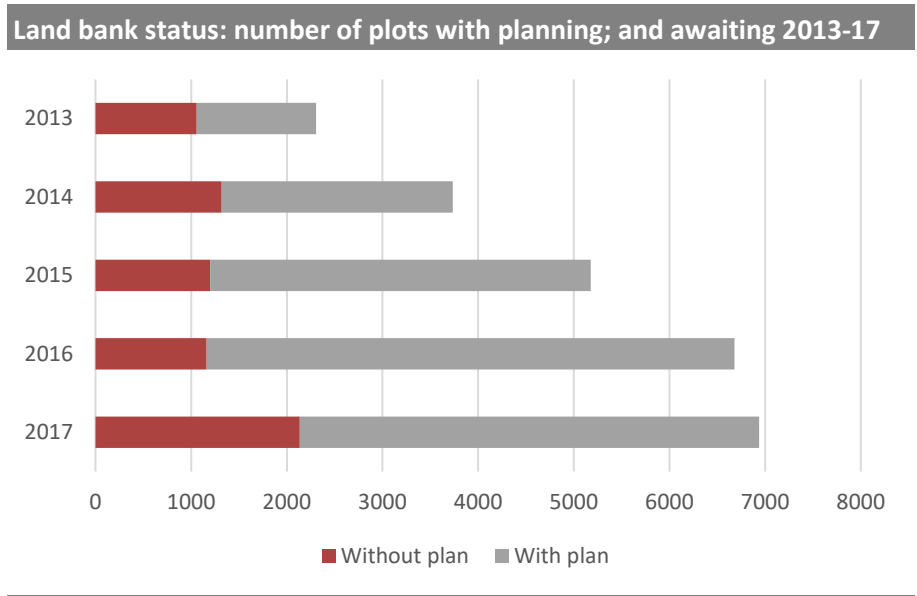 Land bank status: number of plots with planning; and awaiting 2013-17
2013
2014
2015
2016
2017
0 1000 2000 3000 4000 5000 6000 7000 8000
Without plan With plan